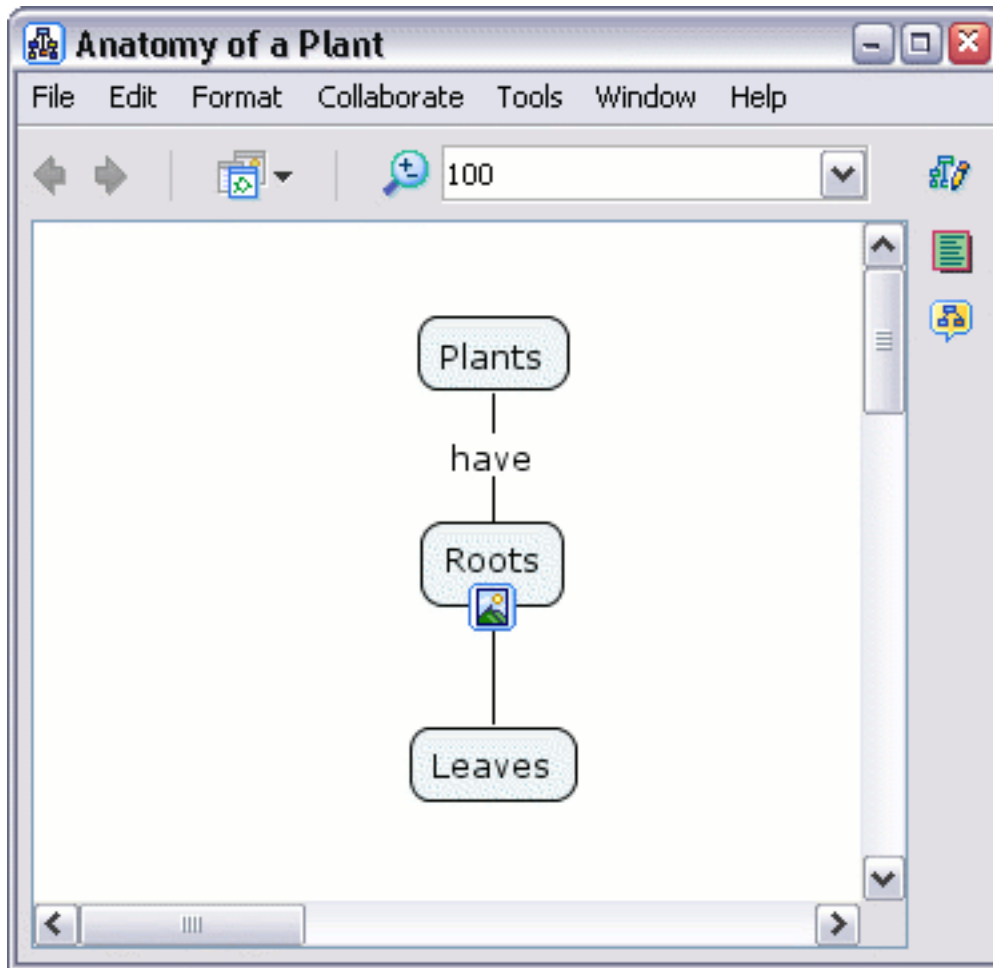 Anatomy of a Plant
File Edit Format Collaborate Tools Window Help
100
Plants
have
Roots
Leaves